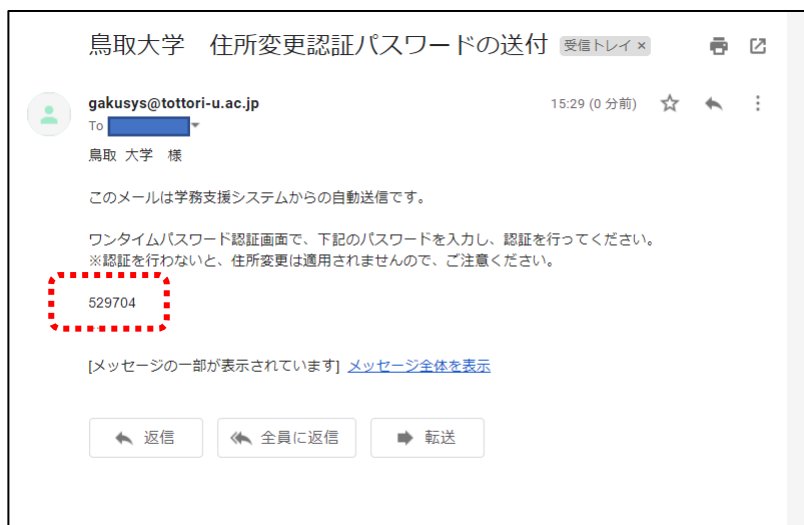 鳥取大学　住所変更認証パスワードの送付 受信トレイ ×
gakusys@tottori-u.ac.jp 15:29 (0 分前)
To
鳥取 大学　様
このメールは学務支援システムからの自動送信です。
ワンタイムパスワード認証画面で、下記のパスワードを入力し、認証を行ってください。
※認証を行わないと、住所変更は適用されませんので、ご注意ください。
529704
[メッセージの一部が表示されています] メッセージ全体を表示
返信 全員に返信 転送